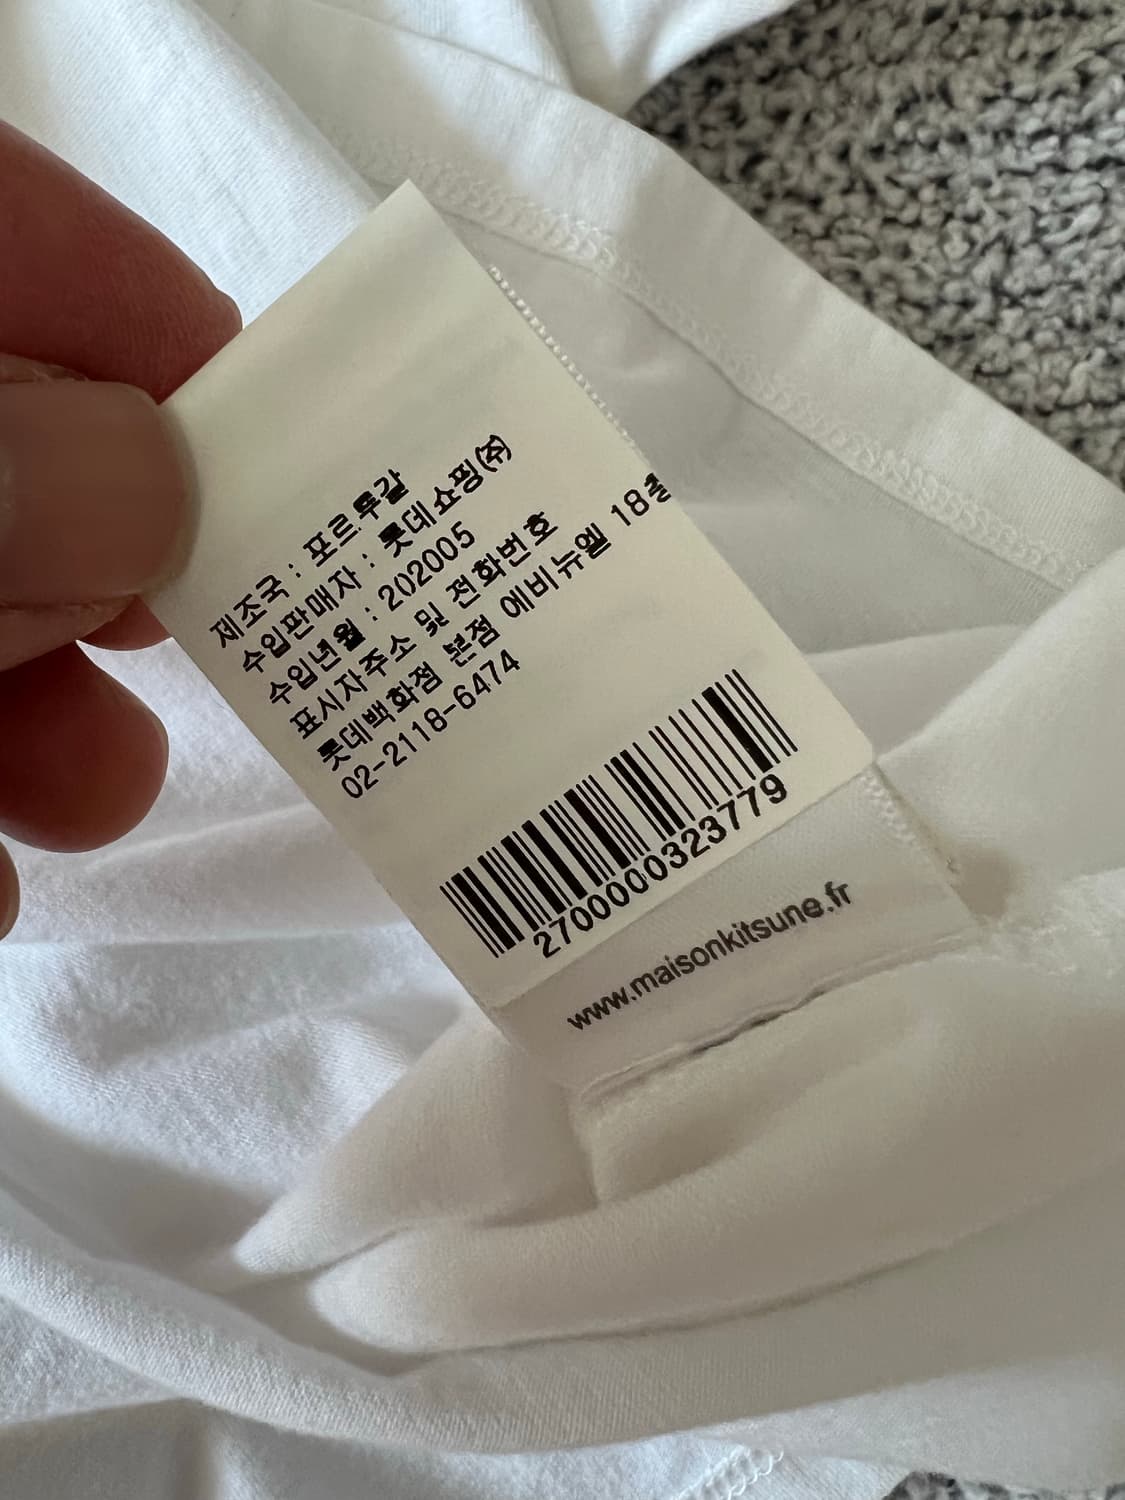 제조국 : 포르투갈
수입판매자 : 롯데쇼핑(주)
수입년월 : 202005
표시자주소 및 전화번호
롯데백화점 본점 에비뉴엘 18층
02-2118-6474
2700000323779
www.maisonkitsune.fr